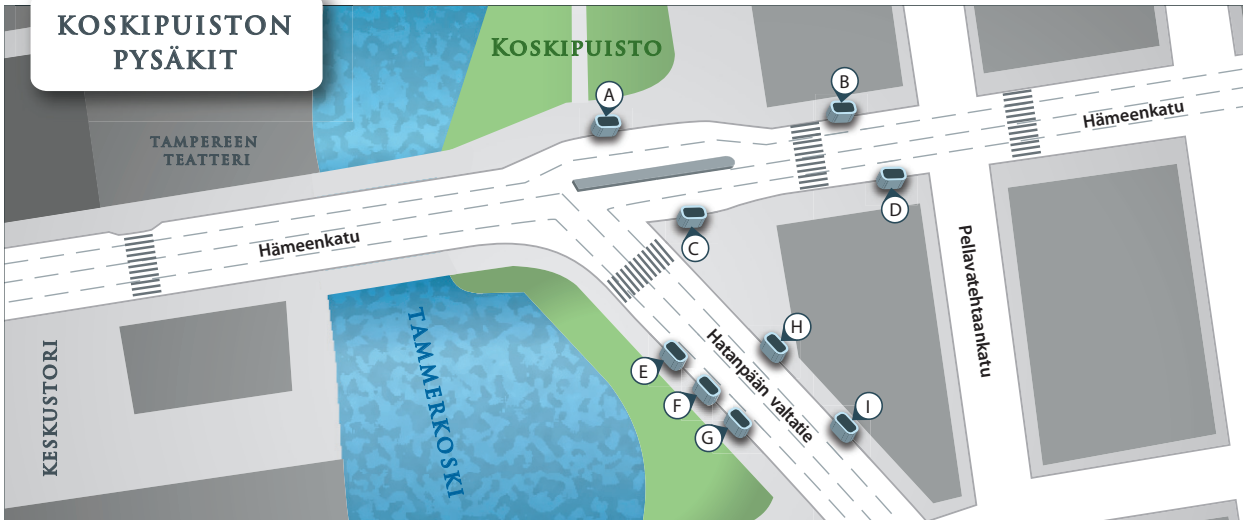 KOSKIPUISTON
PYSÄKIT
KOSKIPUISTO
A
B
Hämeenkatu
TAMPEREEN
TEATTERI
D
Hämeenkatu
C
Pellavatehtaankatu
TAMMERKOSKI
KESKUSTORI
Hatanpään valtatie
H
E
F
I
G